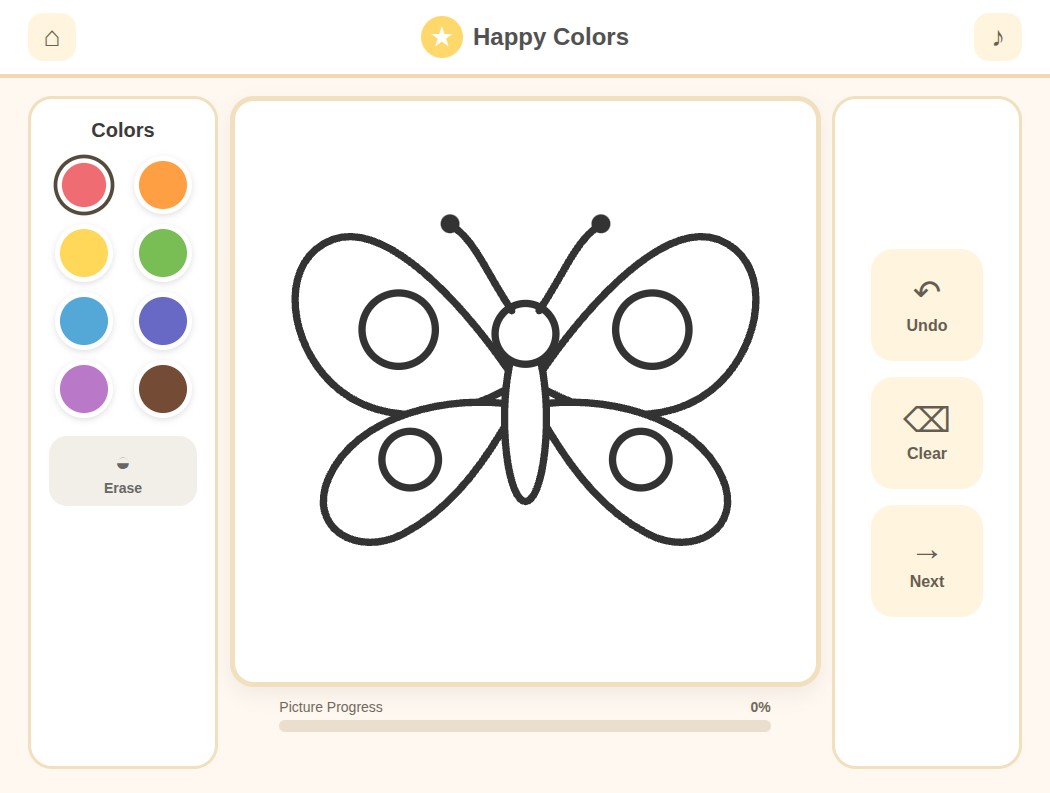 Happy Colors
Colors
Erase
Undo
Clear
Next
Picture Progress 0%